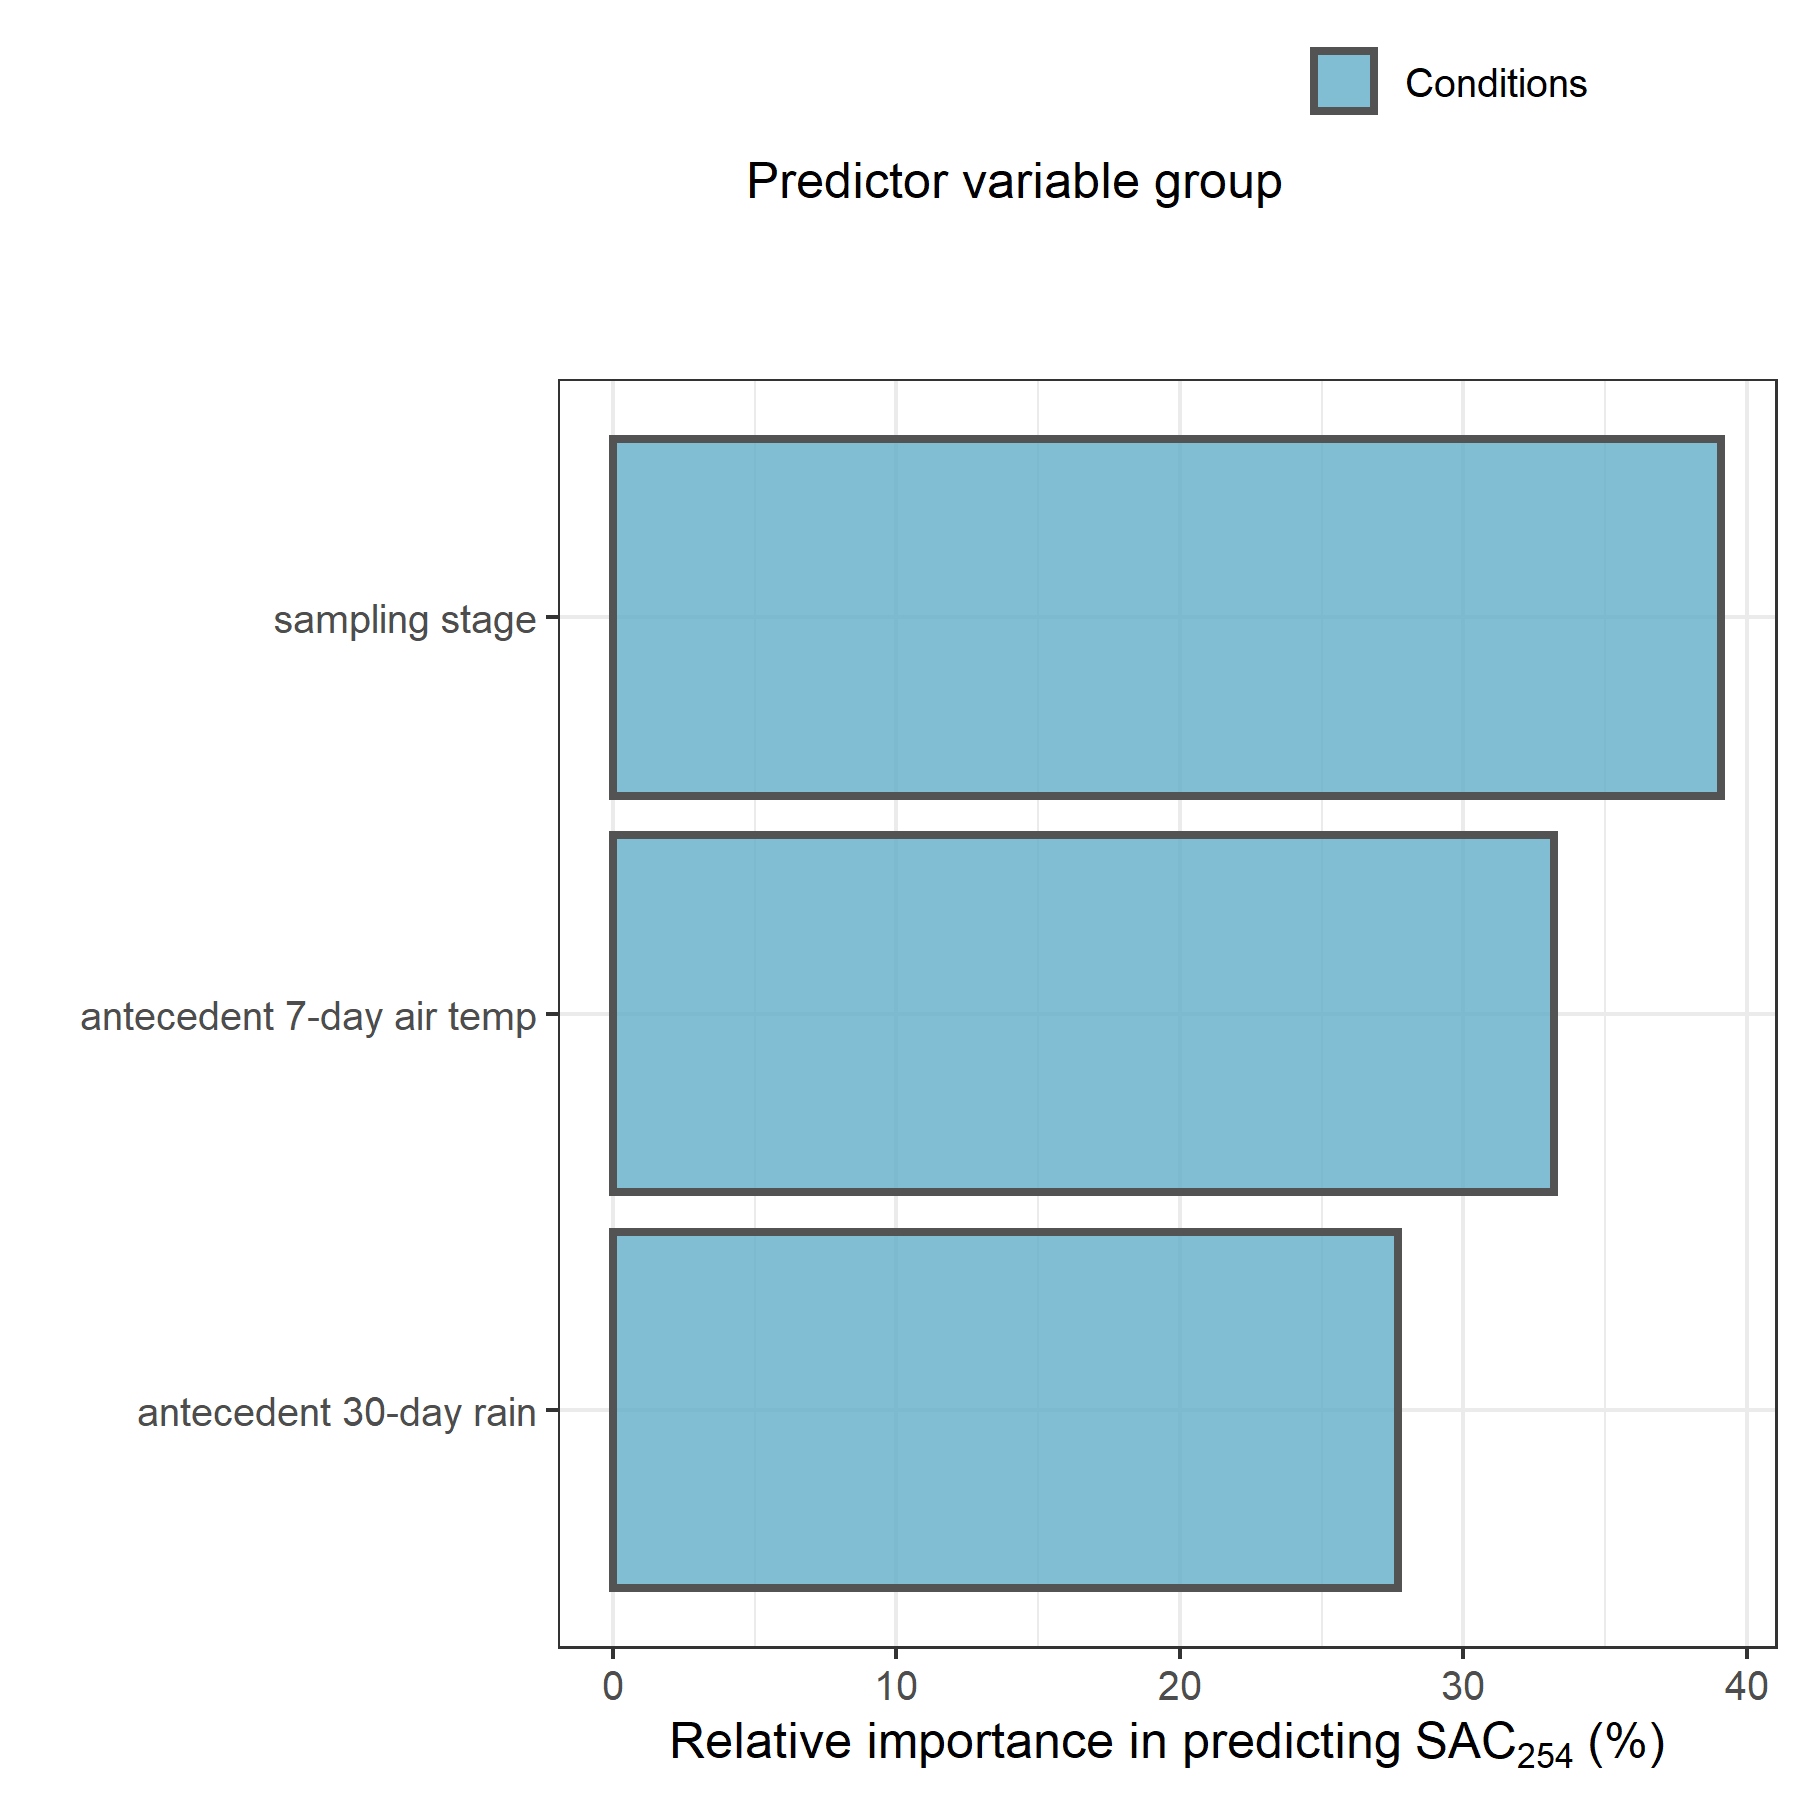 Conditions
Predictor variable group
sampling stage
antecedent 7-day air temp
antecedent 30-day rain
0 10 20 30 40
Relative importance in predicting SAC₂₅₄ (%)